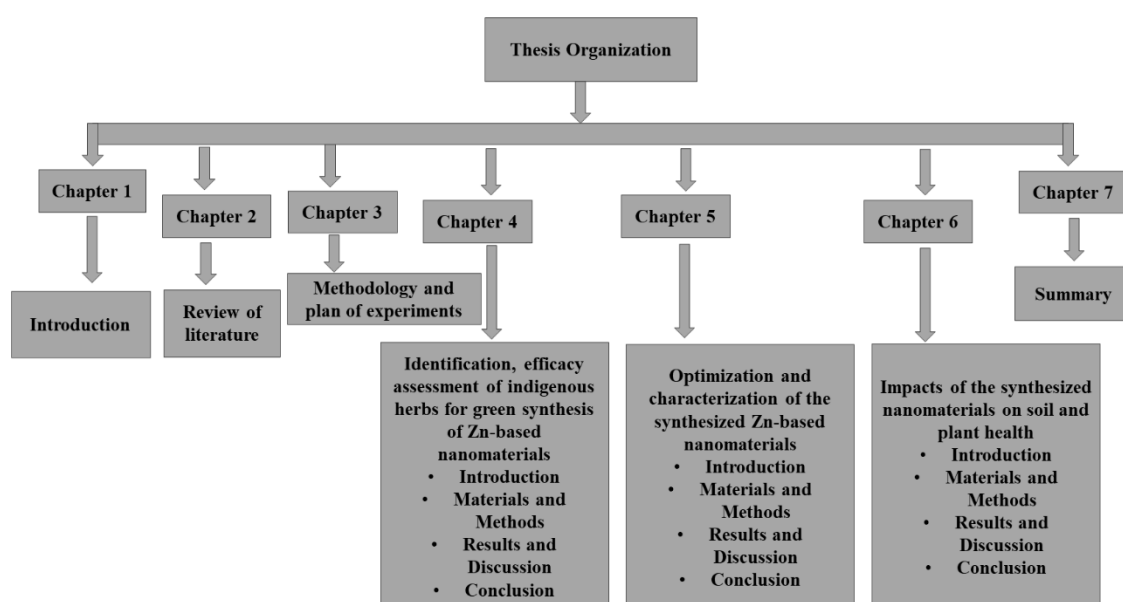 Thesis Organization
Chapter 1
Chapter 2
Chapter 3
Chapter 4
Chapter 5
Chapter 6
Chapter 7
Introduction
Review of
literature
Methodology and
plan of experiments
Identification, efficacy
assessment of indigenous
herbs for green synthesis
of Zn-based
nanomaterials
• Introduction
• Materials and
Methods
• Results and
Discussion
• Conclusion
Optimization and
characterization of the
synthesized Zn-based
nanomaterials
• Introduction
• Materials and
Methods
• Results and
Discussion
• Conclusion
Impacts of the synthesized
nanomaterials on soil and
plant health
• Introduction
• Materials and
Methods
• Results and
Discussion
• Conclusion
Summary